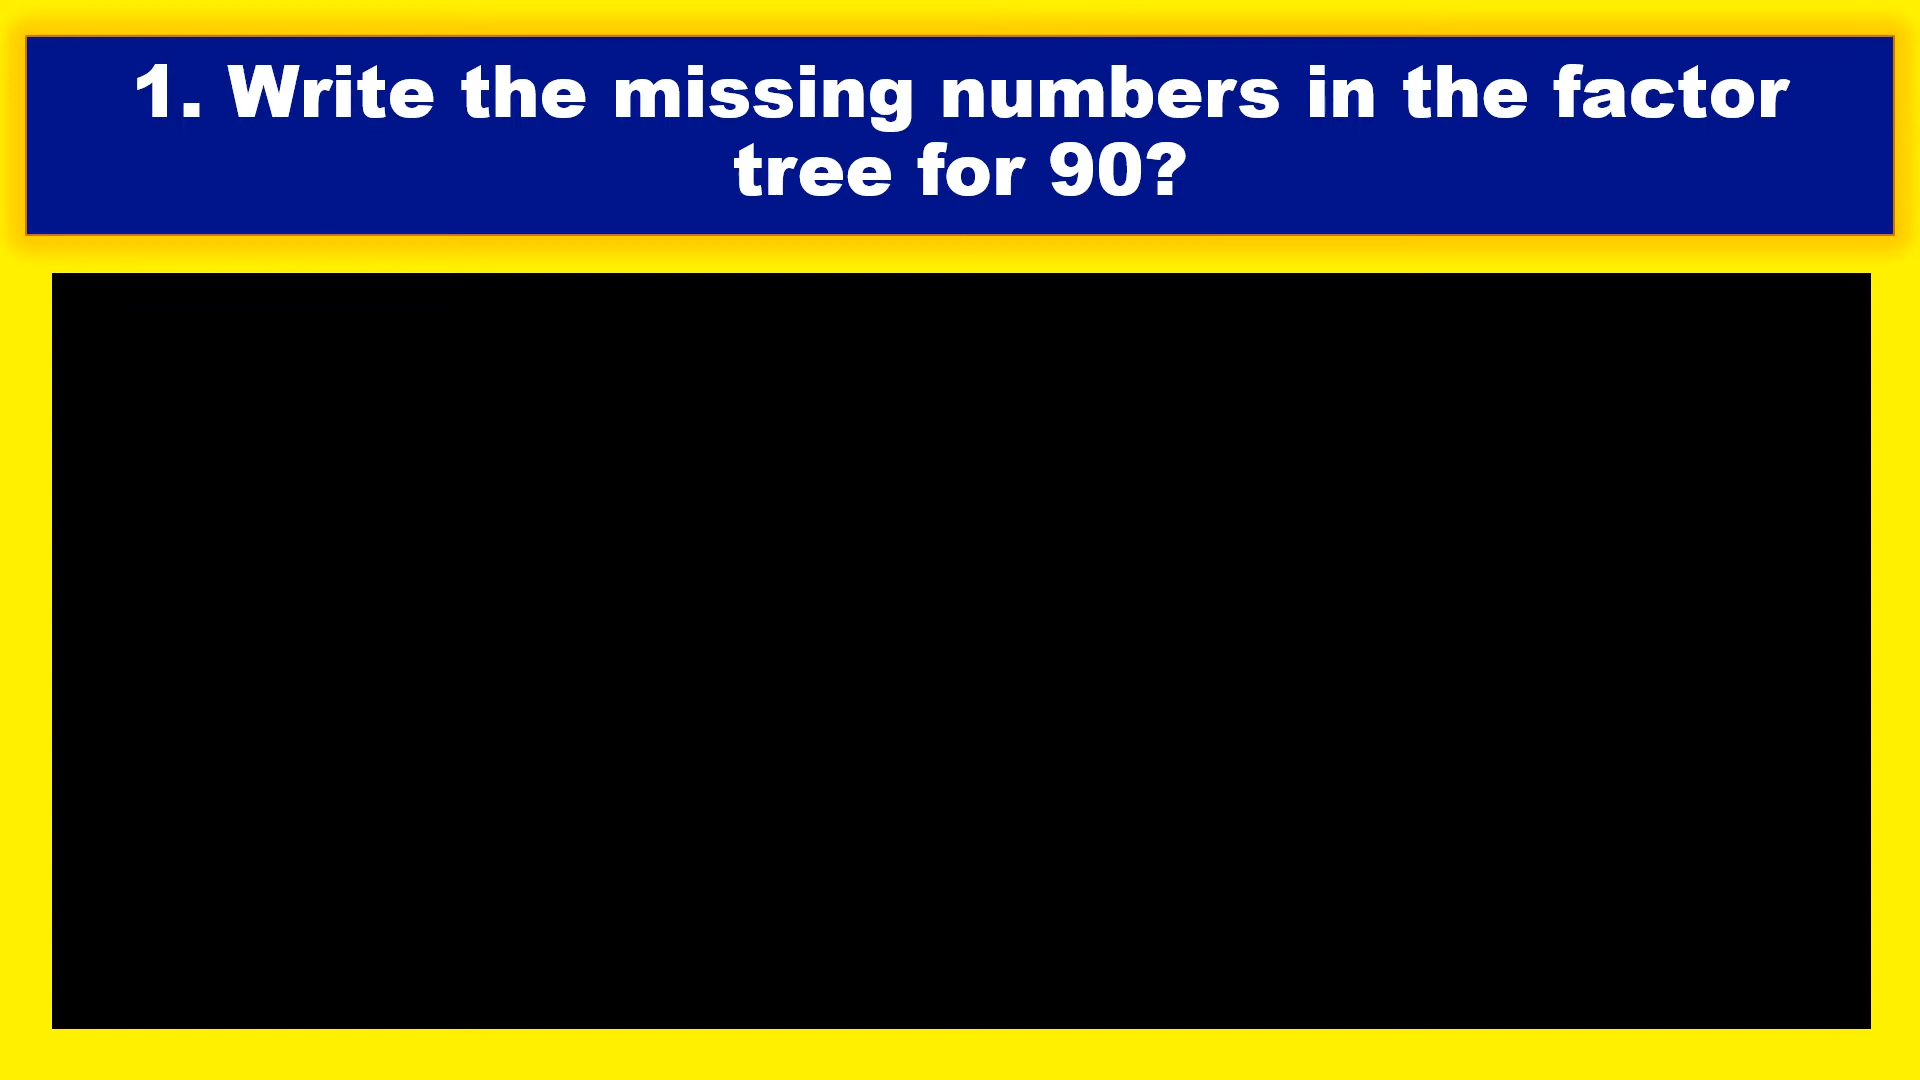 1. Write the missing numbers in the factor
tree for 90?